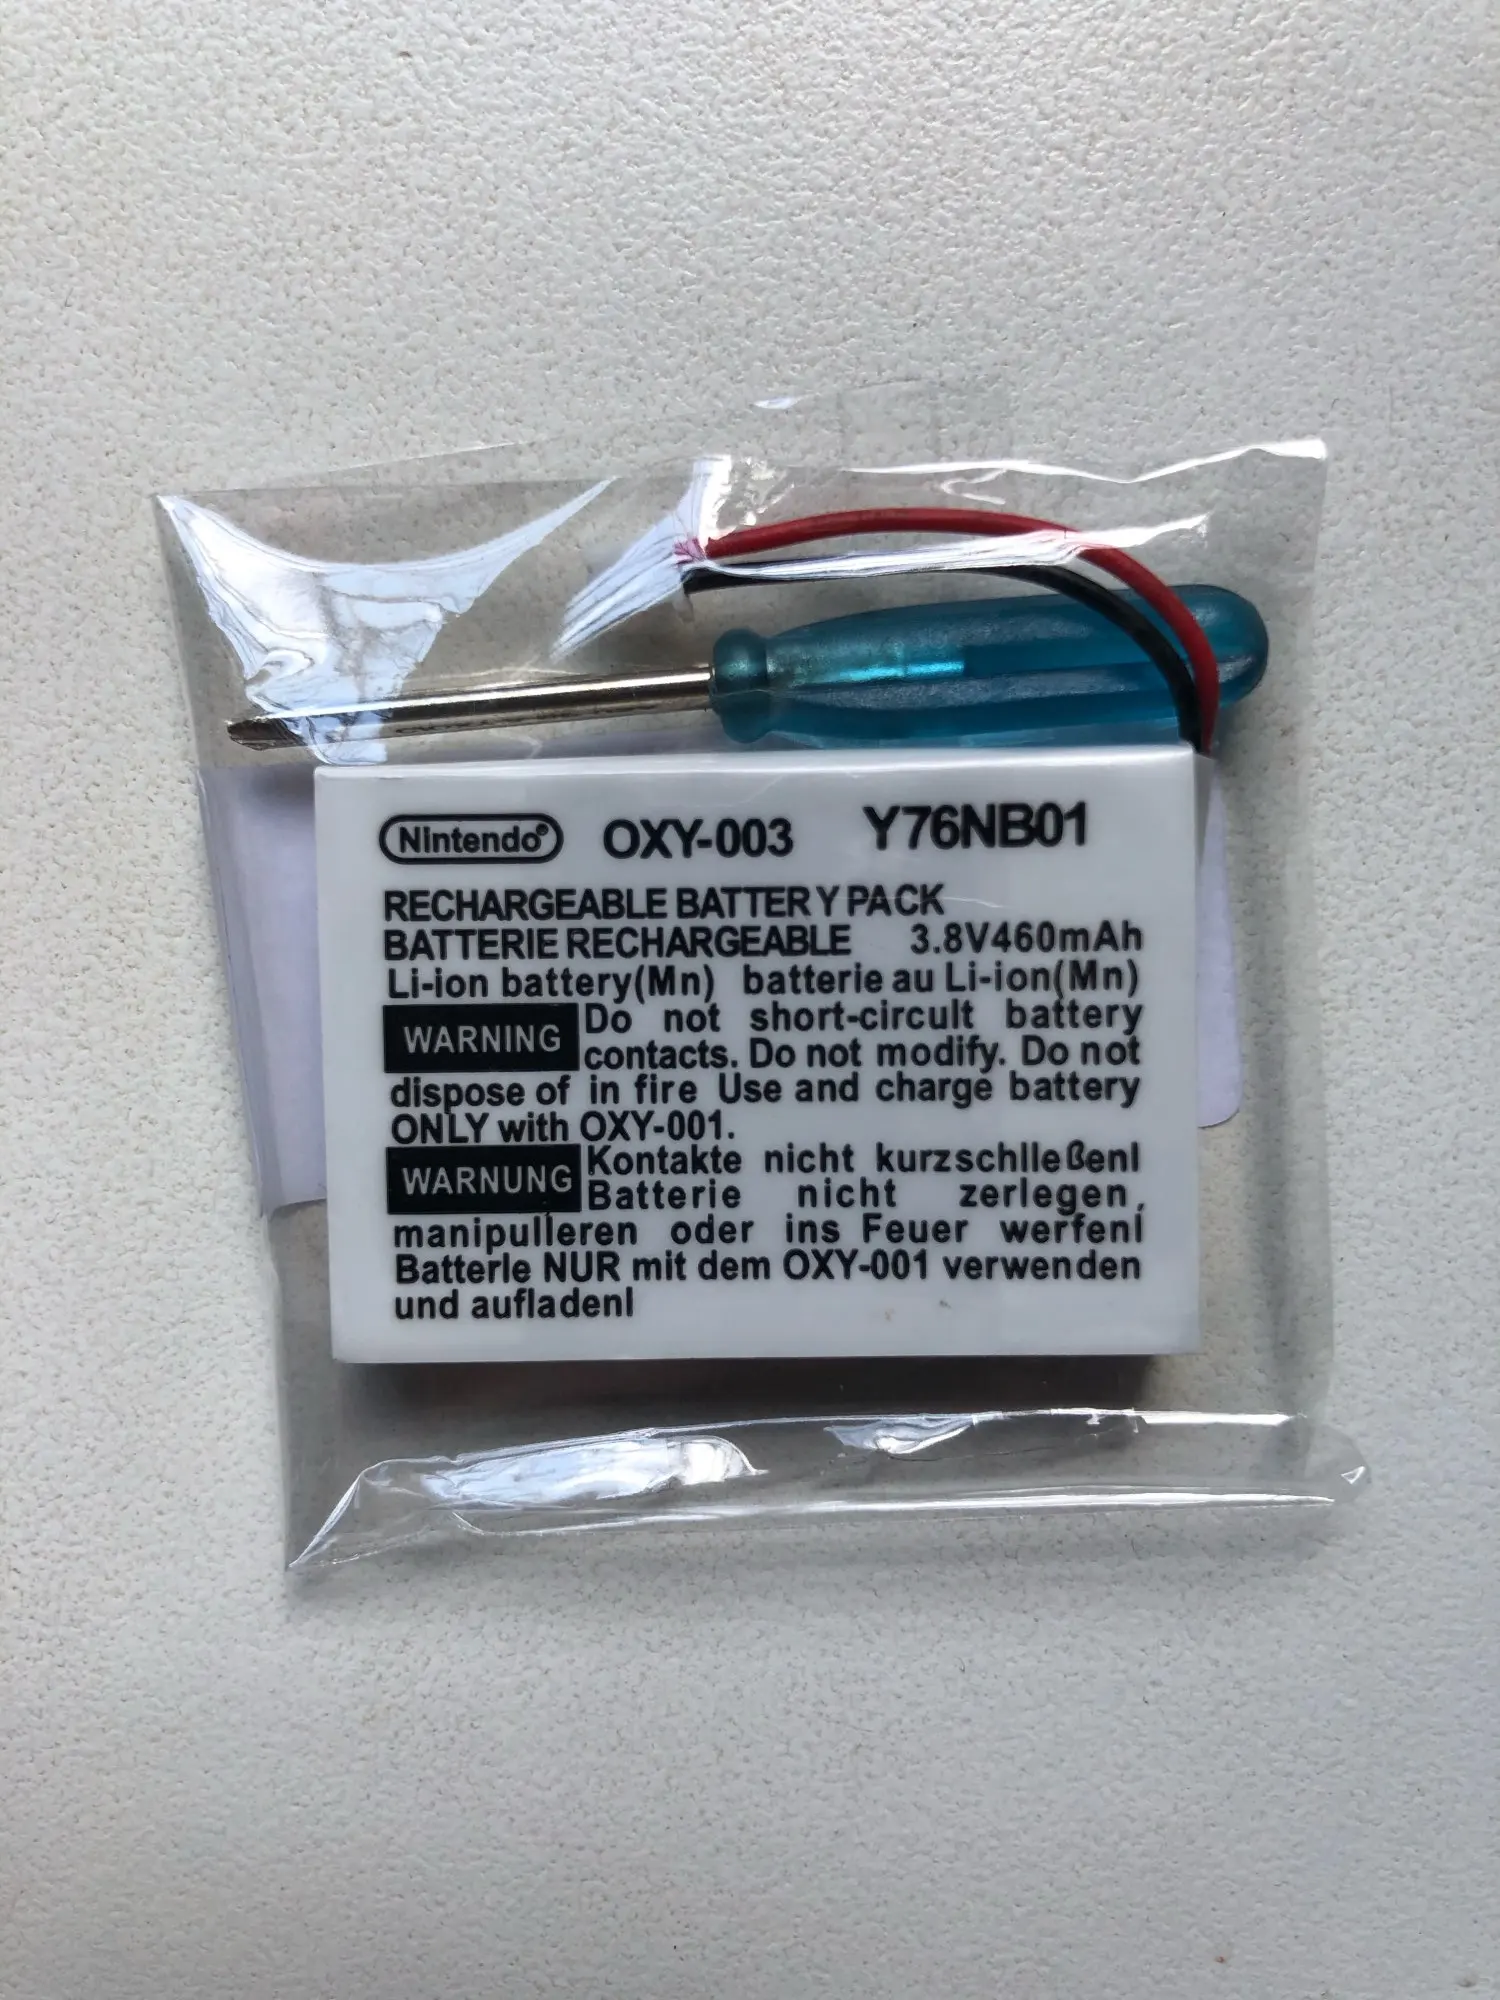 Nintendo® OXY-003 Y76NB01
RECHARGEABLE BATTERY PACK
BATTERIE RECHARGEABLE 3.8V460mAh
Li-ion battery(Mn) batterie au Li-ion(Mn)
WARNING Do not short-circult battery
contacts. Do not modify. Do not
dispose of in fire Use and charge battery
ONLY with OXY-001.
WARNUNG Kontakte nicht kurzschlleßenl
Batterie nicht zerlegen,
manipulleren oder ins Feuer werfenl
Batterle NUR mit dem OXY-001 verwenden
und aufladenl